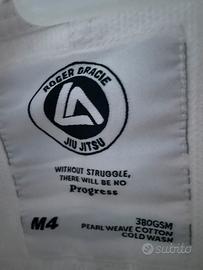 ROGER GRACIE
JIU JITSU
WITHOUT STRUGGLE,
THERE WILL BE NO
Progress
M4
380GSM
PEARL WEAVE COTTON
COLD WASH
subito